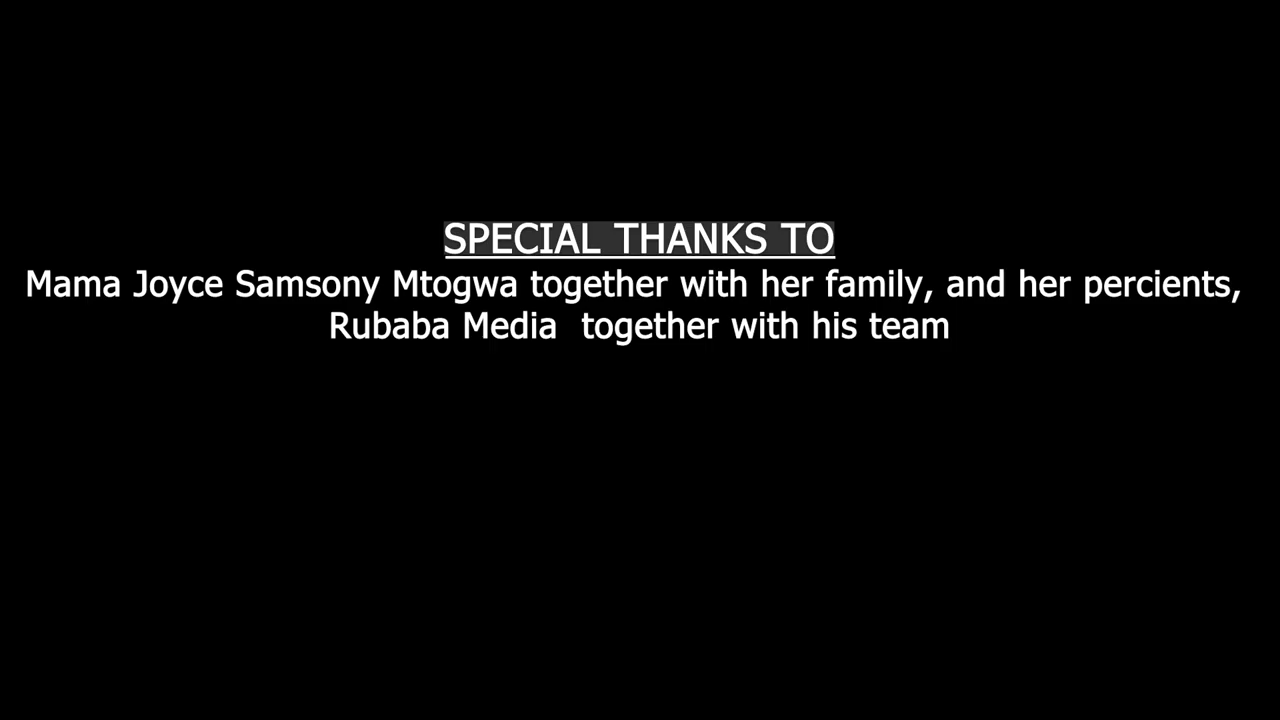 SPECIAL THANKS TO
Mama Joyce Samsony Mtogwa together with her family, and her percients,
Rubaba Media  together with his team